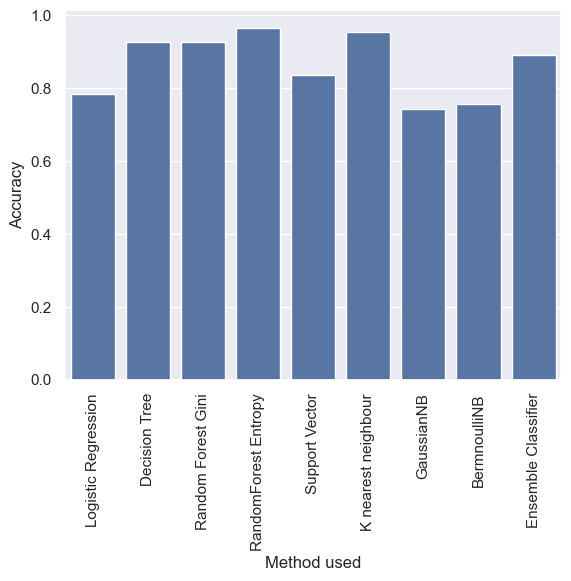 1.0
0.8
0.6
0.4
0.2
0.0
Accuracy
Logistic Regression
Decision Tree
Random Forest Gini
RandomForest Entropy
Support Vector
K nearest neighbour
GaussianNB
BermnoulliNB
Ensemble Classifier
Method used